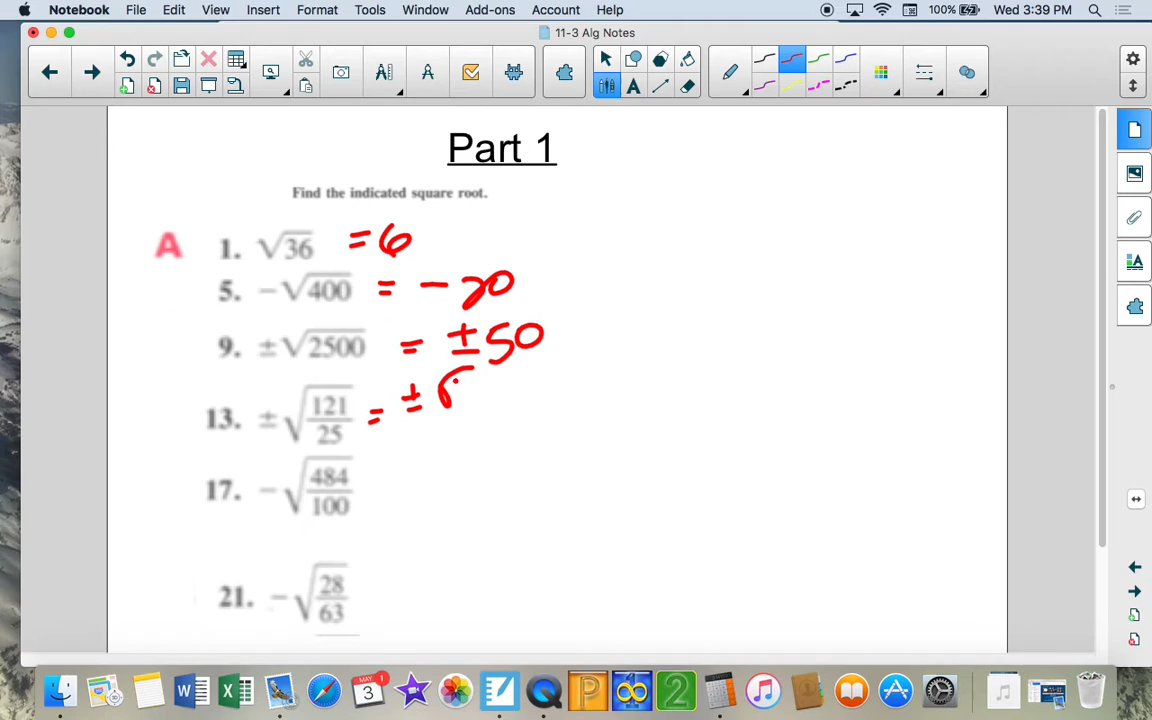 Notebook File Edit View Insert Format Tools Window Add-ons Account Help 100% Wed 3:39 PM
11-3 Alg Notes
Part 1
Find the indicated square root.
A 1. √36 = 6
5. −√400 = − 20
9. ±√2500 = ±50
13. ±√121/25 = ±√
17. −√484/100
21. −√28/63
MAY 3